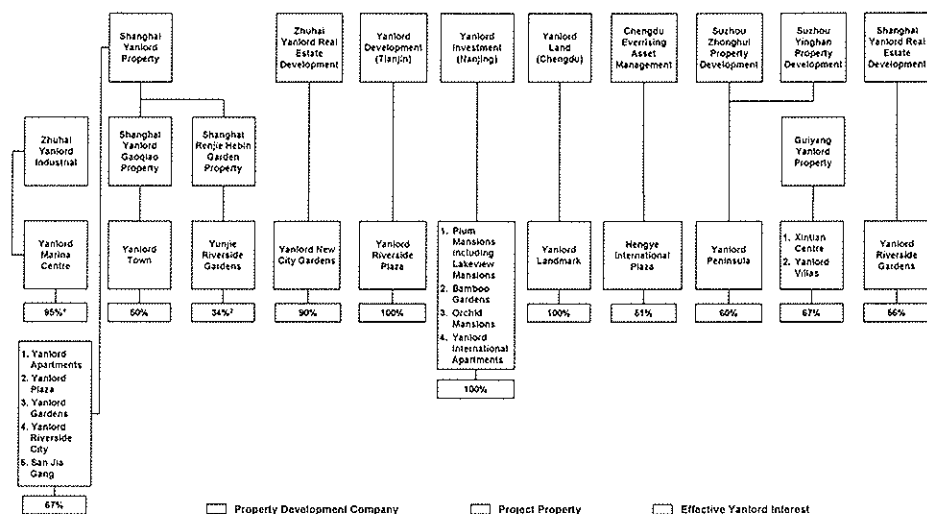 Shanghai
Yanlord
Property
Zhuhai
Yanlord Real
Estate
Development
Yanlord
Development
(Tianjin)
Yanlord
Investment
(Nanjing)
Yanlord
Land
(Chengdu)
Chengdu
Everrising
Asset
Management
Suzhou
Zhonghui
Property
Development
Suzhou
Yinghan
Property
Development
Shanghai
Yanlord Real
Estate
Development
Zhuhai
Yanlord
Industrial
Shanghai
Yanlord
Gaoqiao
Property
Shanghai
Renjie Hebin
Garden
Property
Guiyang
Yanlord
Property
Yanlord
Marina
Centre
Yanlord
Town
Yunjie
Riverside
Gardens
Yanlord New
City Gardens
Yanlord
Riverside
Plaza
1. Plum
Mansions
including
Lakeview
Mansions
2. Bamboo
Gardens
3. Orchid
Mansions
4. Yanlord
International
Apartments
Yanlord
Landmark
Hengye
International
Plaza
Yanlord
Peninsula
1. Xintian
Centre
2. Yanlord
Villas
Yanlord
Riverside
Gardens
95%
50%
34%²
90%
100%
100%
100%
51%
60%
67%
1. Yanlord
Apartments
2. Yanlord
Plaza
3. Yanlord
Gardens
4. Yanlord
Riverside
City
5. San Jia
Gang
67%
Property Development Company
Project Property
Effective Yanlord Interest